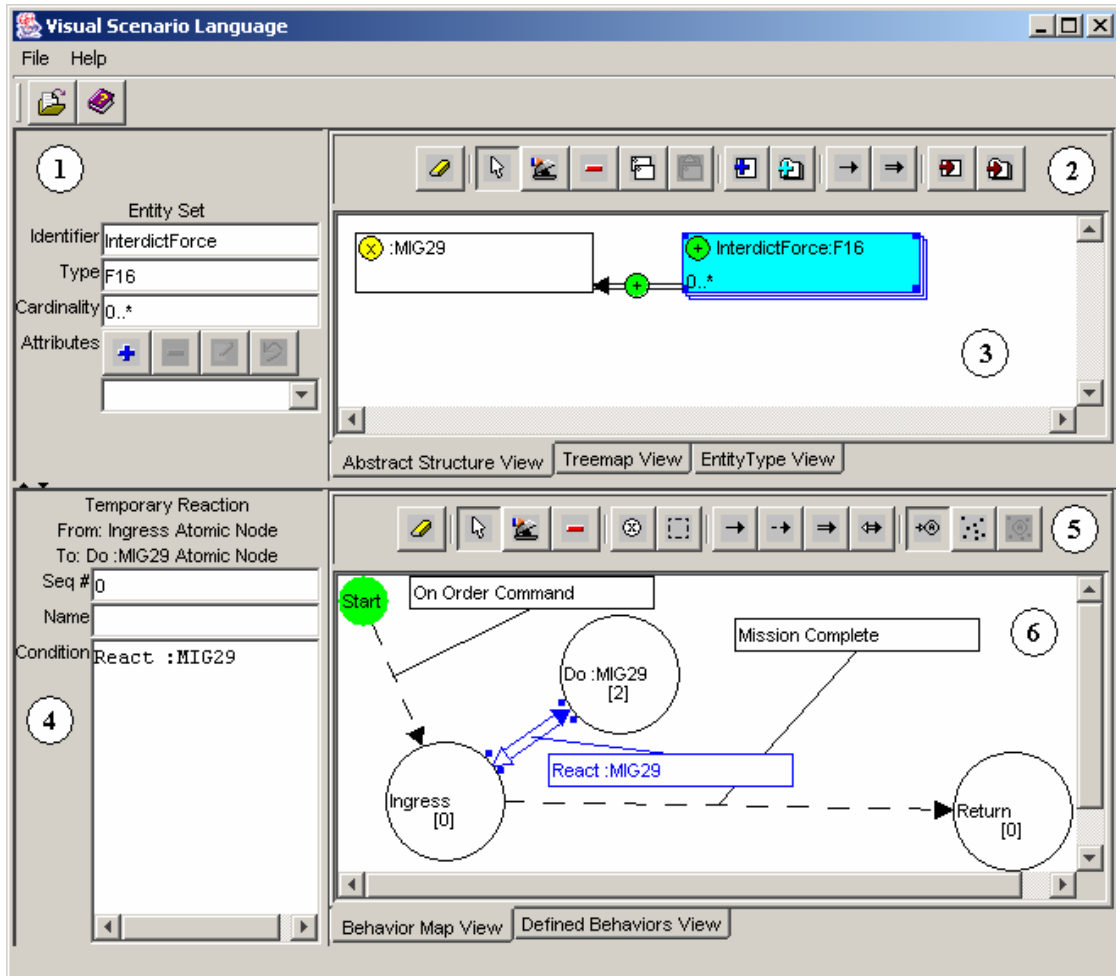 Visual Scenario Language
File Help
1
Entity Set
Identifier InterdictForce
Type F16
Cardinality 0..*
Attributes
2
:MIG29
InterdictForce:F16
0..*
3
Abstract Structure View Treemap View EntityType View
Temporary Reaction
From: Ingress Atomic Node
To: Do :MIG29 Atomic Node
Seq # 0
Name
Condition React :MIG29
4
5
Start
On Order Command
Mission Complete
6
Do :MIG29
[2]
React :MIG29
Ingress
[0]
Return
[0]
Behavior Map View Defined Behaviors View